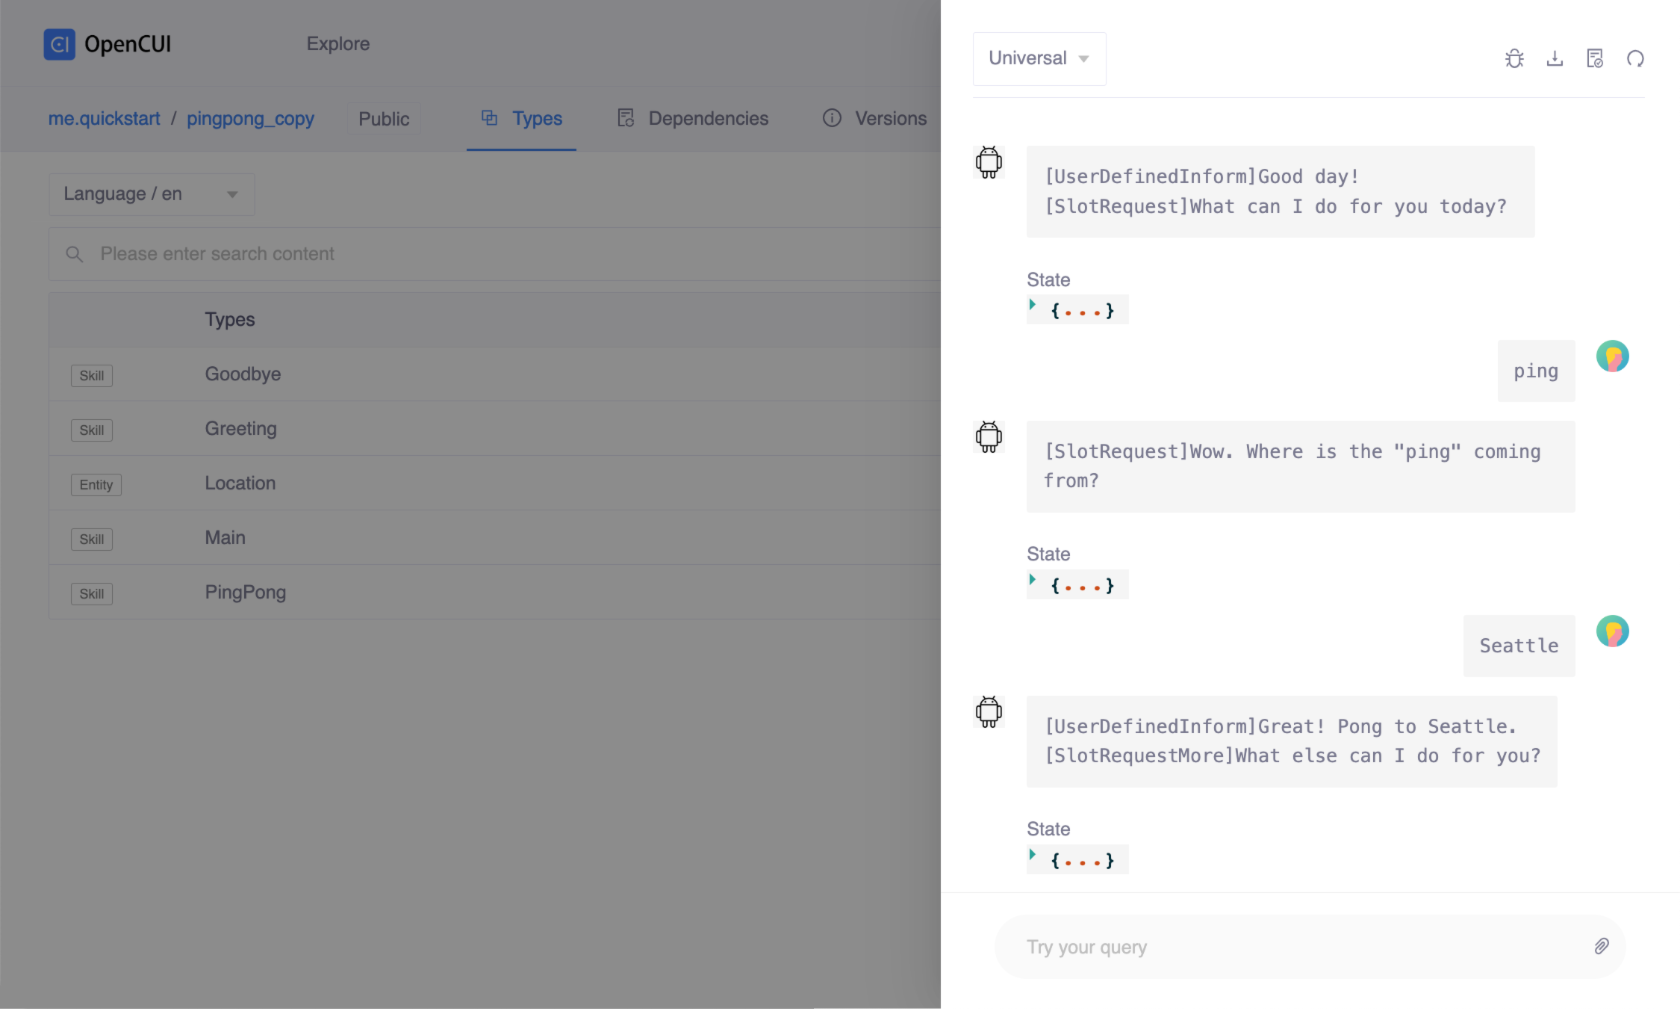 OpenCUI
Explore
me.quickstart / pingpong_copy
Public
Types
Dependencies
Versions
Language / en
Please enter search content
Types
Skill Goodbye
Skill Greeting
Entity Location
Skill Main
Skill PingPong
Universal
[UserDefinedInform]Good day!
[SlotRequest]What can I do for you today?
State
{...}
ping
[SlotRequest]Wow. Where is the "ping" coming
from?
State
{...}
Seattle
[UserDefinedInform]Great! Pong to Seattle.
[SlotRequestMore]What else can I do for you?
State
{...}
Try your query